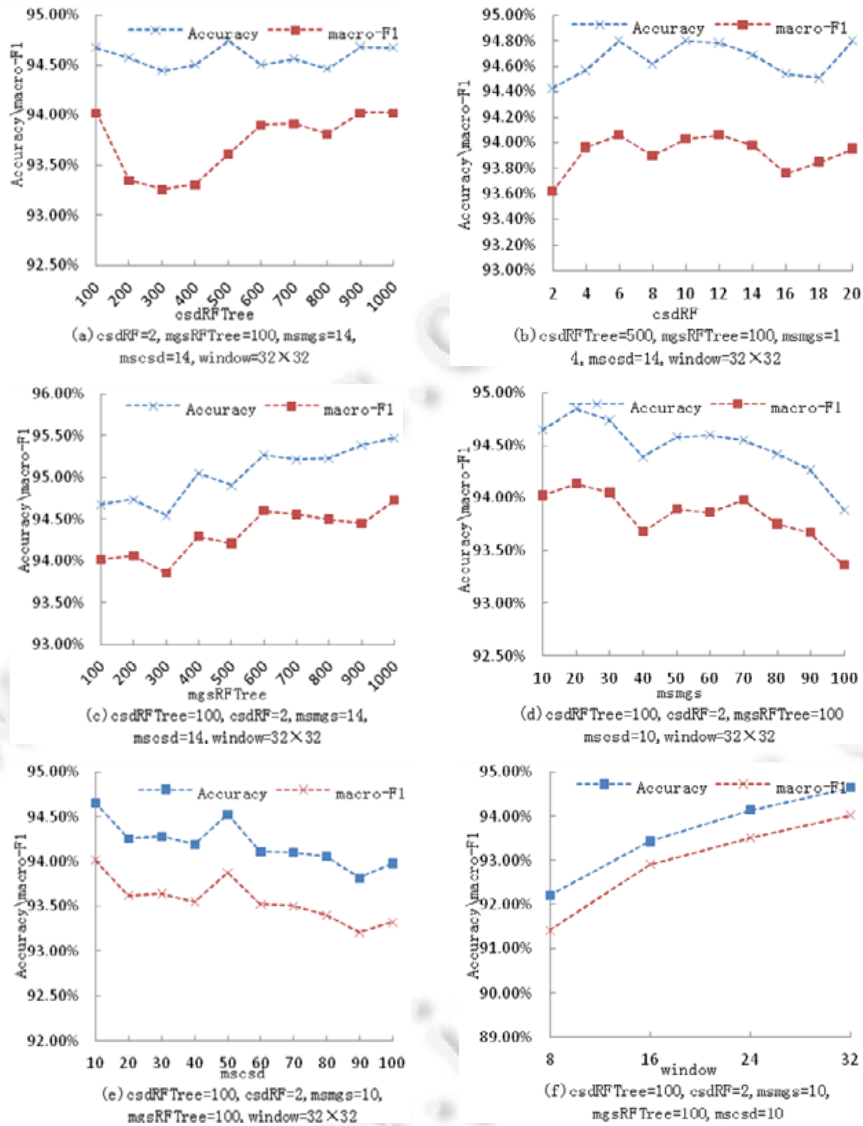 Accuracy macro-F1
95.00%
94.50%
94.00%
93.50%
93.00%
92.50%
Accuracy\macro-F1
100 200 300 400 500 600 700 800 900 1000
csdRFTree
(a) csdRF=2, mgsRFTree=100, msmgs=14,
mscsd=14, window=32×32
Accuracy macro-F1
95.00%
94.80%
94.60%
94.40%
94.20%
94.00%
93.80%
93.60%
93.40%
93.20%
93.00%
Accuracy\macro-F1
2 4 6 8 10 12 14 16 18 20
csdRF
(b) csdRFTree=500, mgsRFTree=100, msmgs=1
4, mscsd=14, window=32×32
Accuracy macro-F1
96.00%
95.50%
95.00%
94.50%
94.00%
93.50%
93.00%
Accuracy\macro-F1
100 200 300 400 500 600 700 800 900 1000
mgsRFTree
(c) csdRFTree=100, csdRF=2, msmgs=14,
mscsd=14, window=32×32
Accuracy macro-F1
95.00%
94.50%
94.00%
93.50%
93.00%
92.50%
Accuracy\macro-F1
10 20 30 40 50 60 70 80 90 100
msmgs
(d) csdRFTree=100, csdRF=2, mgsRFTree=100
mscsd=10, window=32×32
Accuracy macro-F1
95.00%
94.50%
94.00%
93.50%
93.00%
92.50%
92.00%
Accuracy\macro-F1
10 20 30 40 50 60 70 80 90 100
mscsd
(e) csdRFTree=100, csdRF=2, msmgs=10,
mgsRFTree=100, window=32×32
Accuracy macro-F1
95.00%
94.00%
93.00%
92.00%
91.00%
90.00%
89.00%
Accuracy\macro-F1
8 16 24 32
window
(f) csdRFTree=100, csdRF=2, msmgs=10,
mgsRFTree=100, mscsd=10